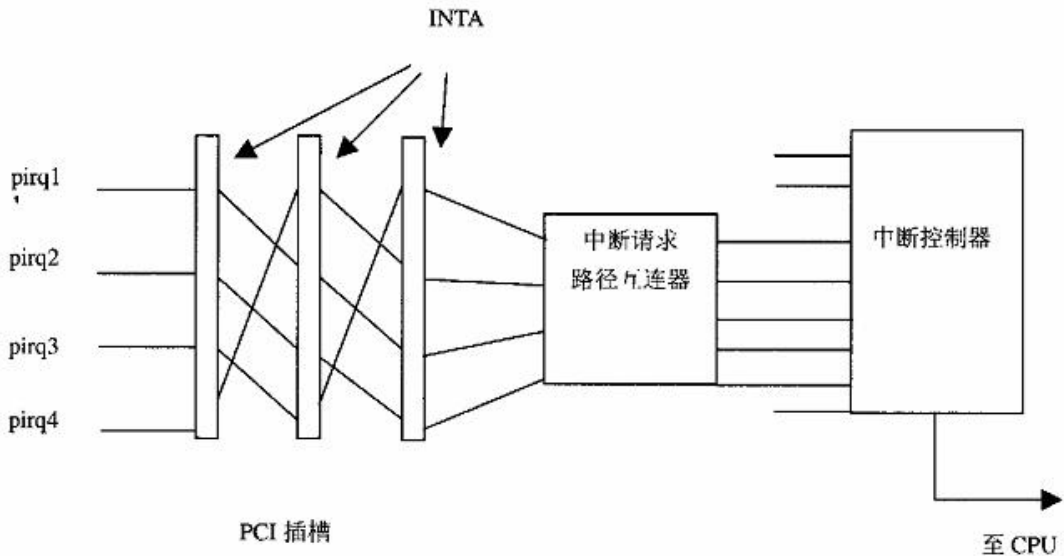 INTA
pirq1
pirq2
pirq3
pirq4
中断请求
路径互连器
中断控制器
PCI 插槽
至 CPU